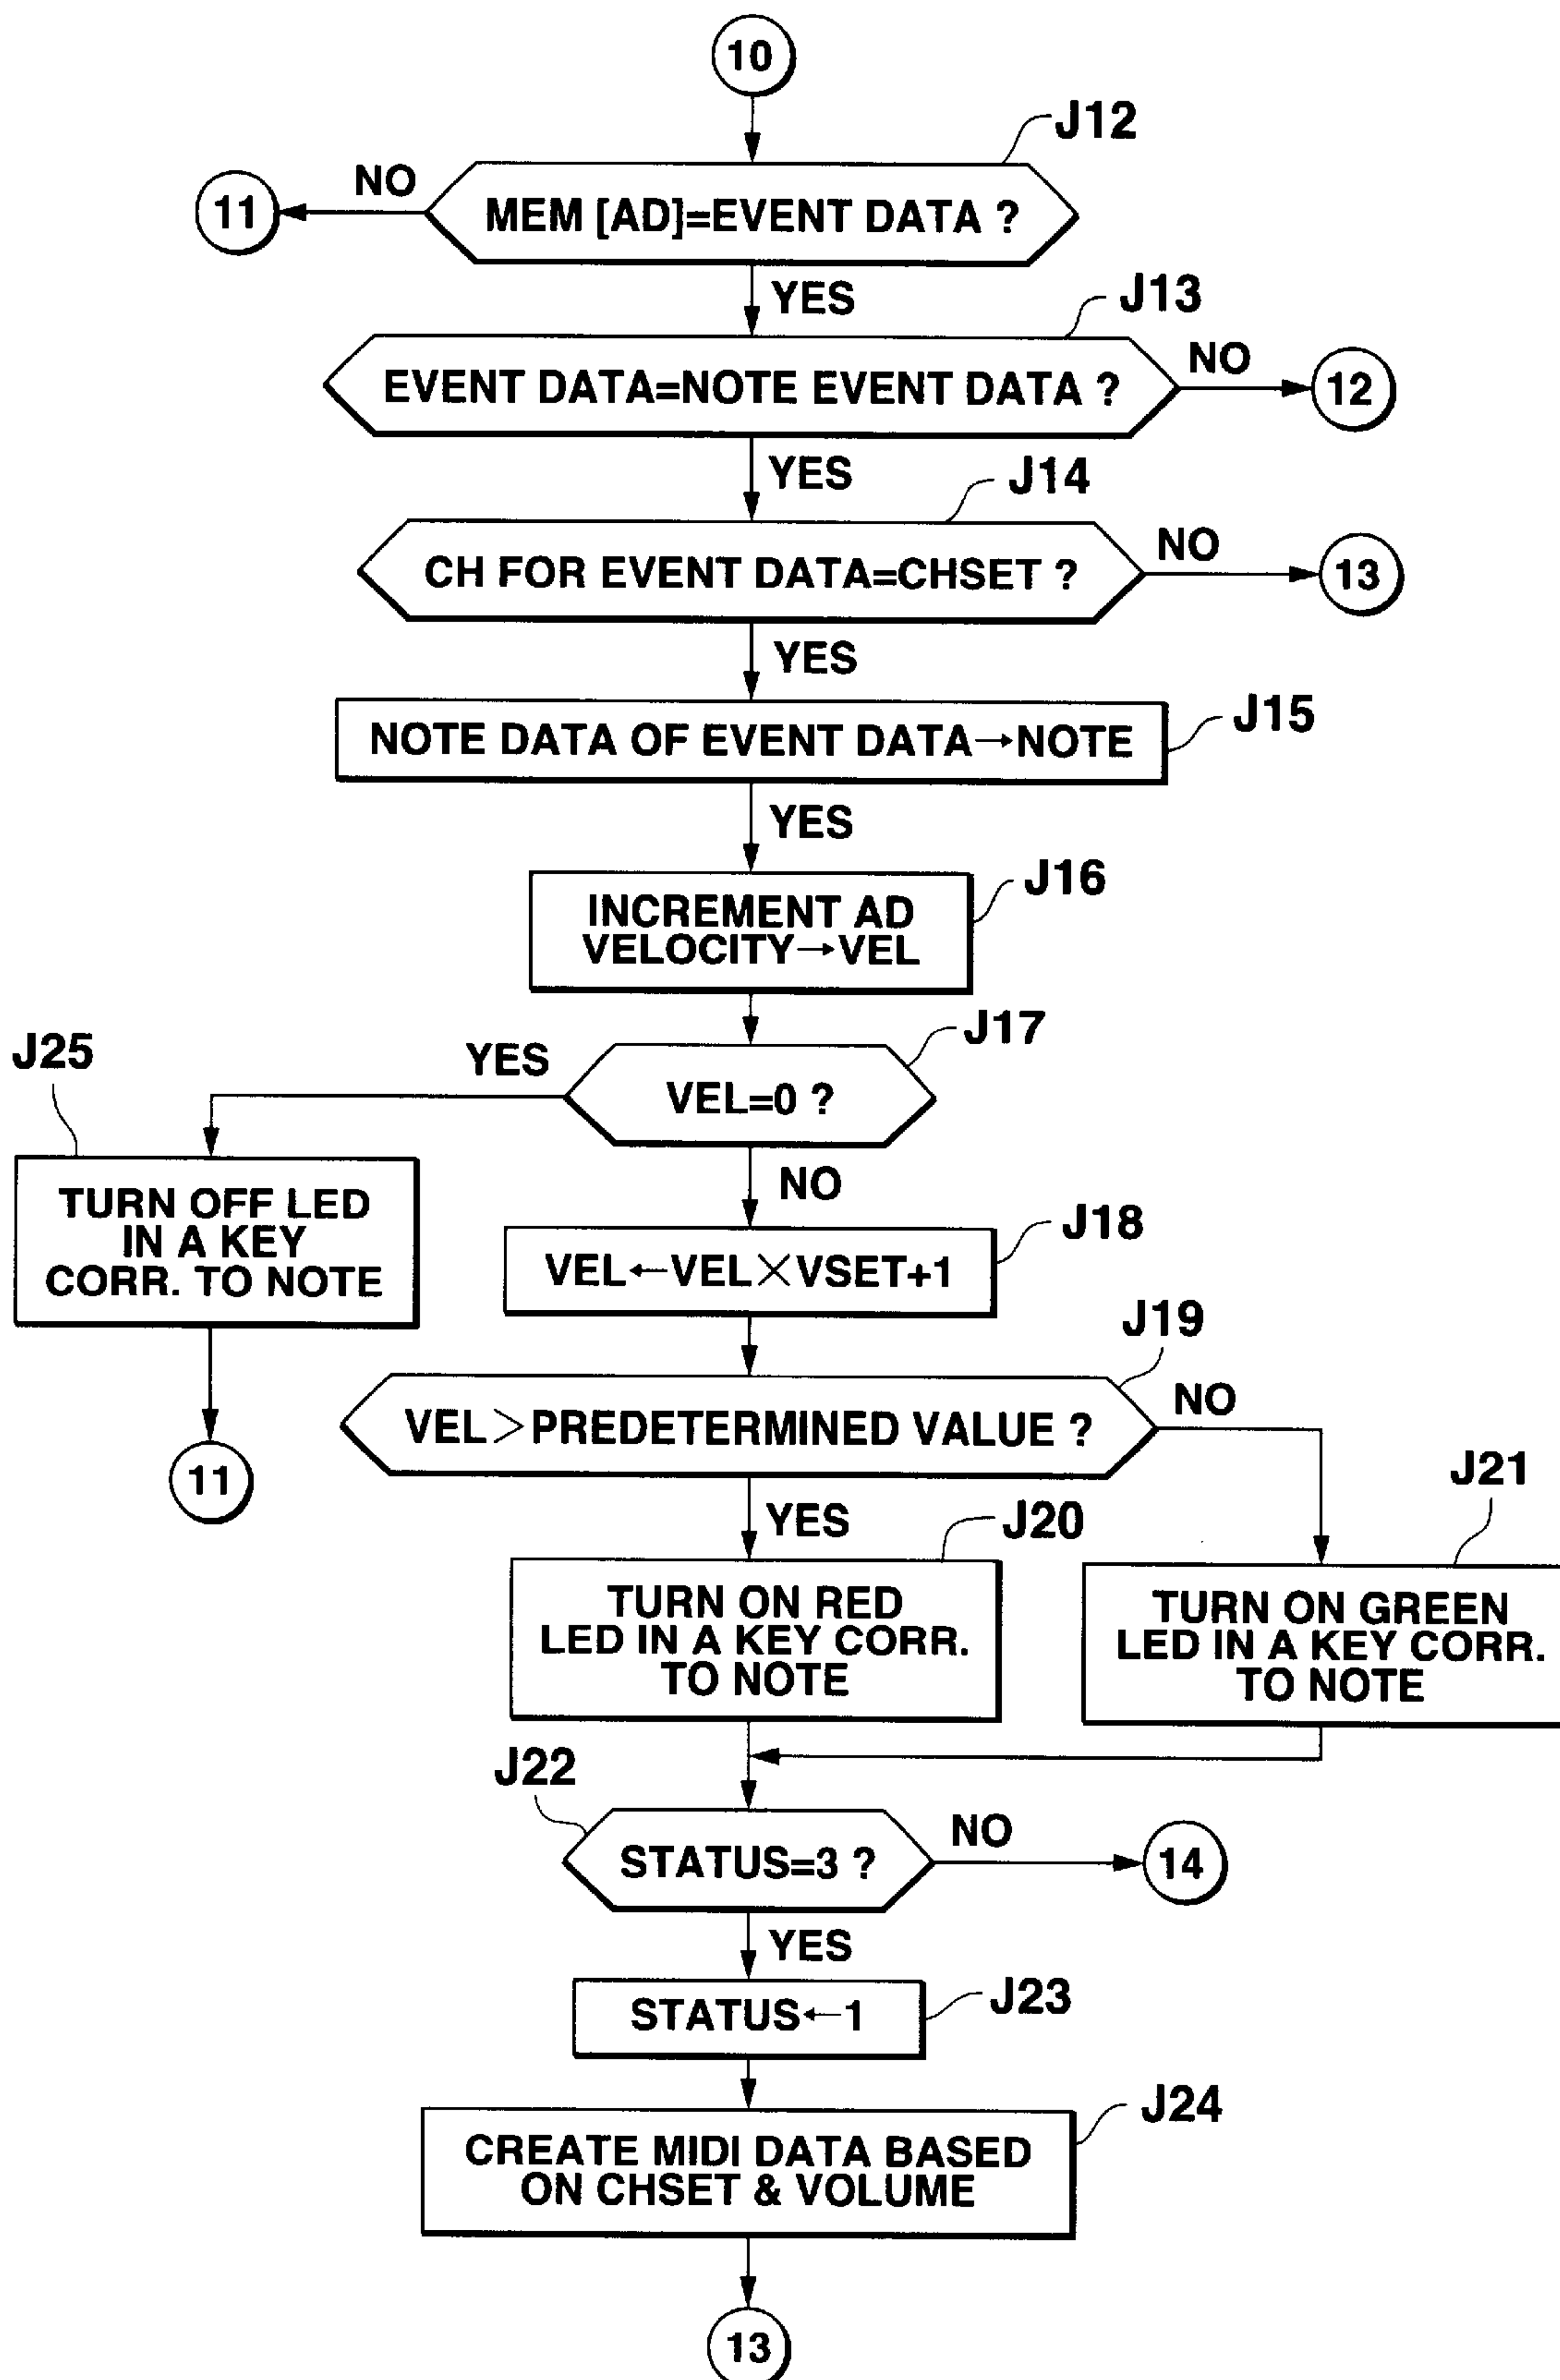 10
J12
NO
11
MEM [AD]=EVENT DATA ?
YES
J13
EVENT DATA=NOTE EVENT DATA ?
NO
12
YES
J14
CH FOR EVENT DATA=CHSET ?
NO
13
YES
NOTE DATA OF EVENT DATA→NOTE
J15
YES
J16
INCREMENT AD
VELOCITY→VEL
J17
J25
YES
VEL=0 ?
NO
TURN OFF LED
IN A KEY
CORR. TO NOTE
J18
VEL←VEL×VSET+1
J19
VEL>PREDETERMINED VALUE ?
NO
11
J21
YES
J20
TURN ON RED
LED IN A KEY CORR.
TO NOTE
TURN ON GREEN
LED IN A KEY CORR.
TO NOTE
J22
STATUS=3 ?
NO
14
YES
STATUS←1
J23
J24
CREATE MIDI DATA BASED
ON CHSET & VOLUME
13